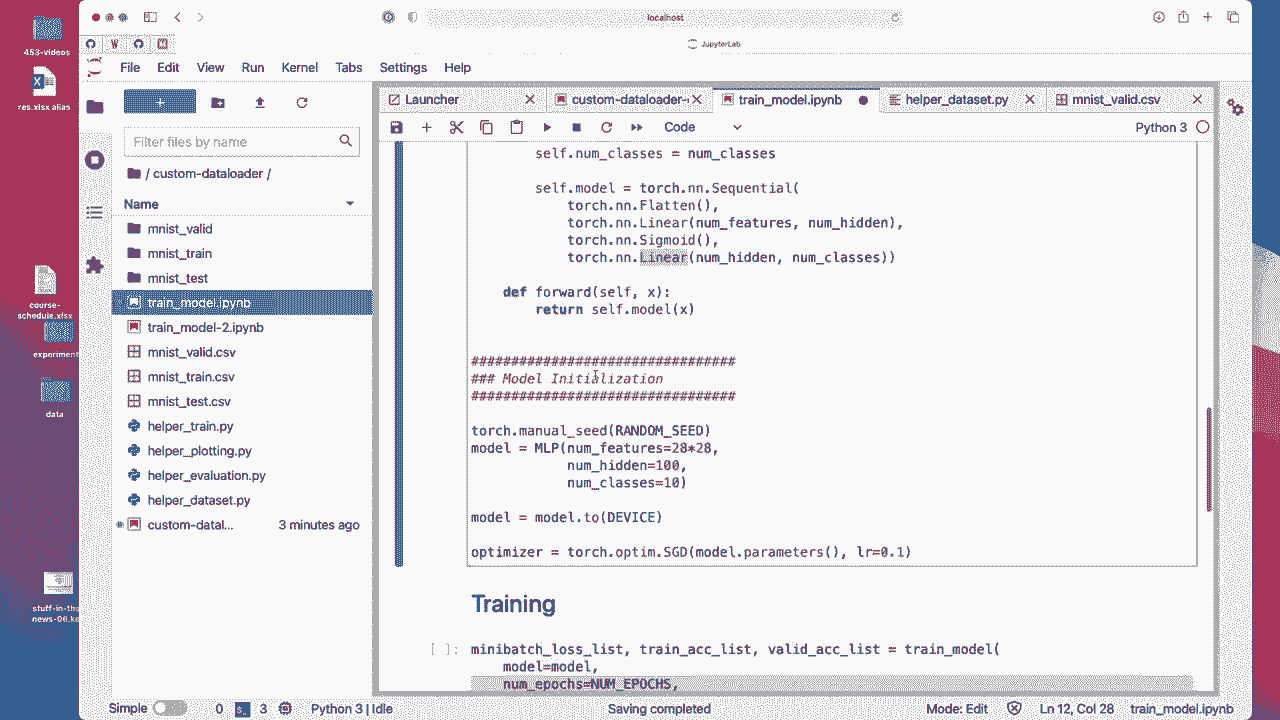 453-videos
res.xlsx alias
course-
schedule.xlsx
experiment
data
stuff-in-the
news-06.ke
localhost
JupyterLab
File Edit View Run Kernel Tabs Settings Help
Filter files by name
/ custom-dataloader /
Name
mnist_valid
mnist_train
mnist_test
train_model.ipynb
train_model-2.ipynb
mnist_valid.csv
mnist_train.csv
mnist_test.csv
helper_train.py
helper_plotting.py
helper_evaluation.py
helper_dataset.py
custom-datal... 3 minutes ago
Launcher custom-dataloader- train_model.ipynb helper_dataset.py mnist_valid.csv
Code Python 3
self.num_classes = num_classes
self.model = torch.nn.Sequential(
torch.nn.Flatten(),
torch.nn.Linear(num_features, num_hidden),
torch.nn.Sigmoid(),
torch.nn.Linear(num_hidden, num_classes))
def forward(self, x):
return self.model(x)
#################################
### Model Initialization
#################################
torch.manual_seed(RANDOM_SEED)
model = MLP(num_features=28*28,
num_hidden=100,
num_classes=10)
model = model.to(DEVICE)
optimizer = torch.optim.SGD(model.parameters(), lr=0.1)
Training
[ ]: minibatch_loss_list, train_acc_list, valid_acc_list = train_model(
model=model,
num_epochs=NUM_EPOCHS,
Simple 0 3 Python 3 | Idle Saving completed Mode: Edit Ln 12, Col 28 train_model.ipynb